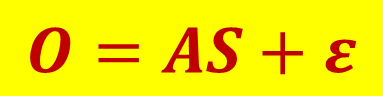 O = AS + ε